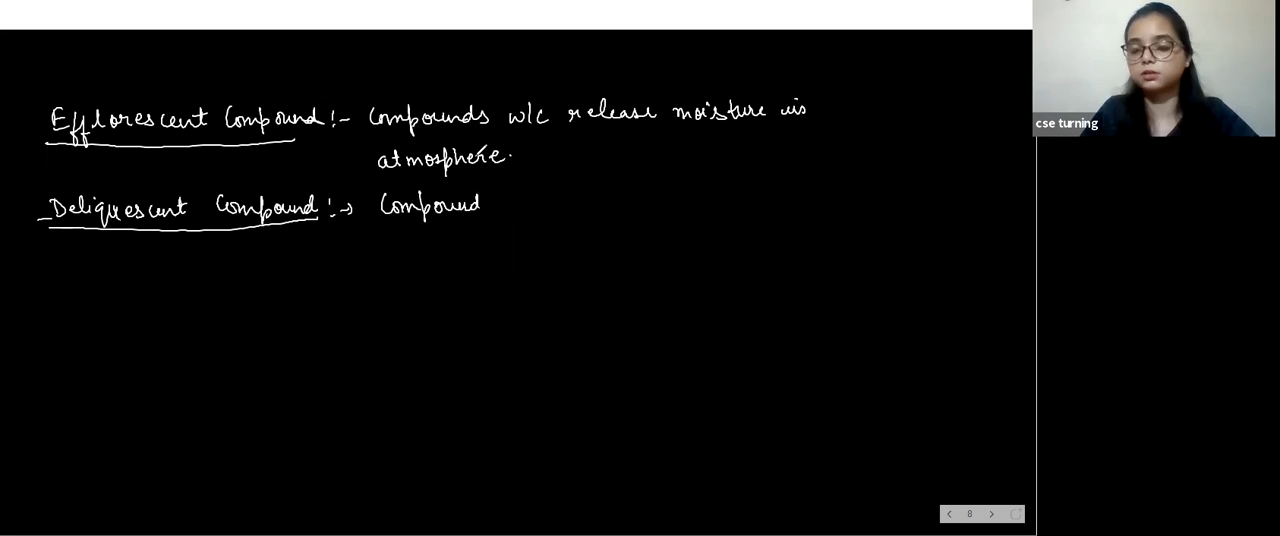 Efflorescent Compound :- Compounds w/c release moisture in
atmosphere.
Deliquescent Compound :→ Compound
cse turning
8